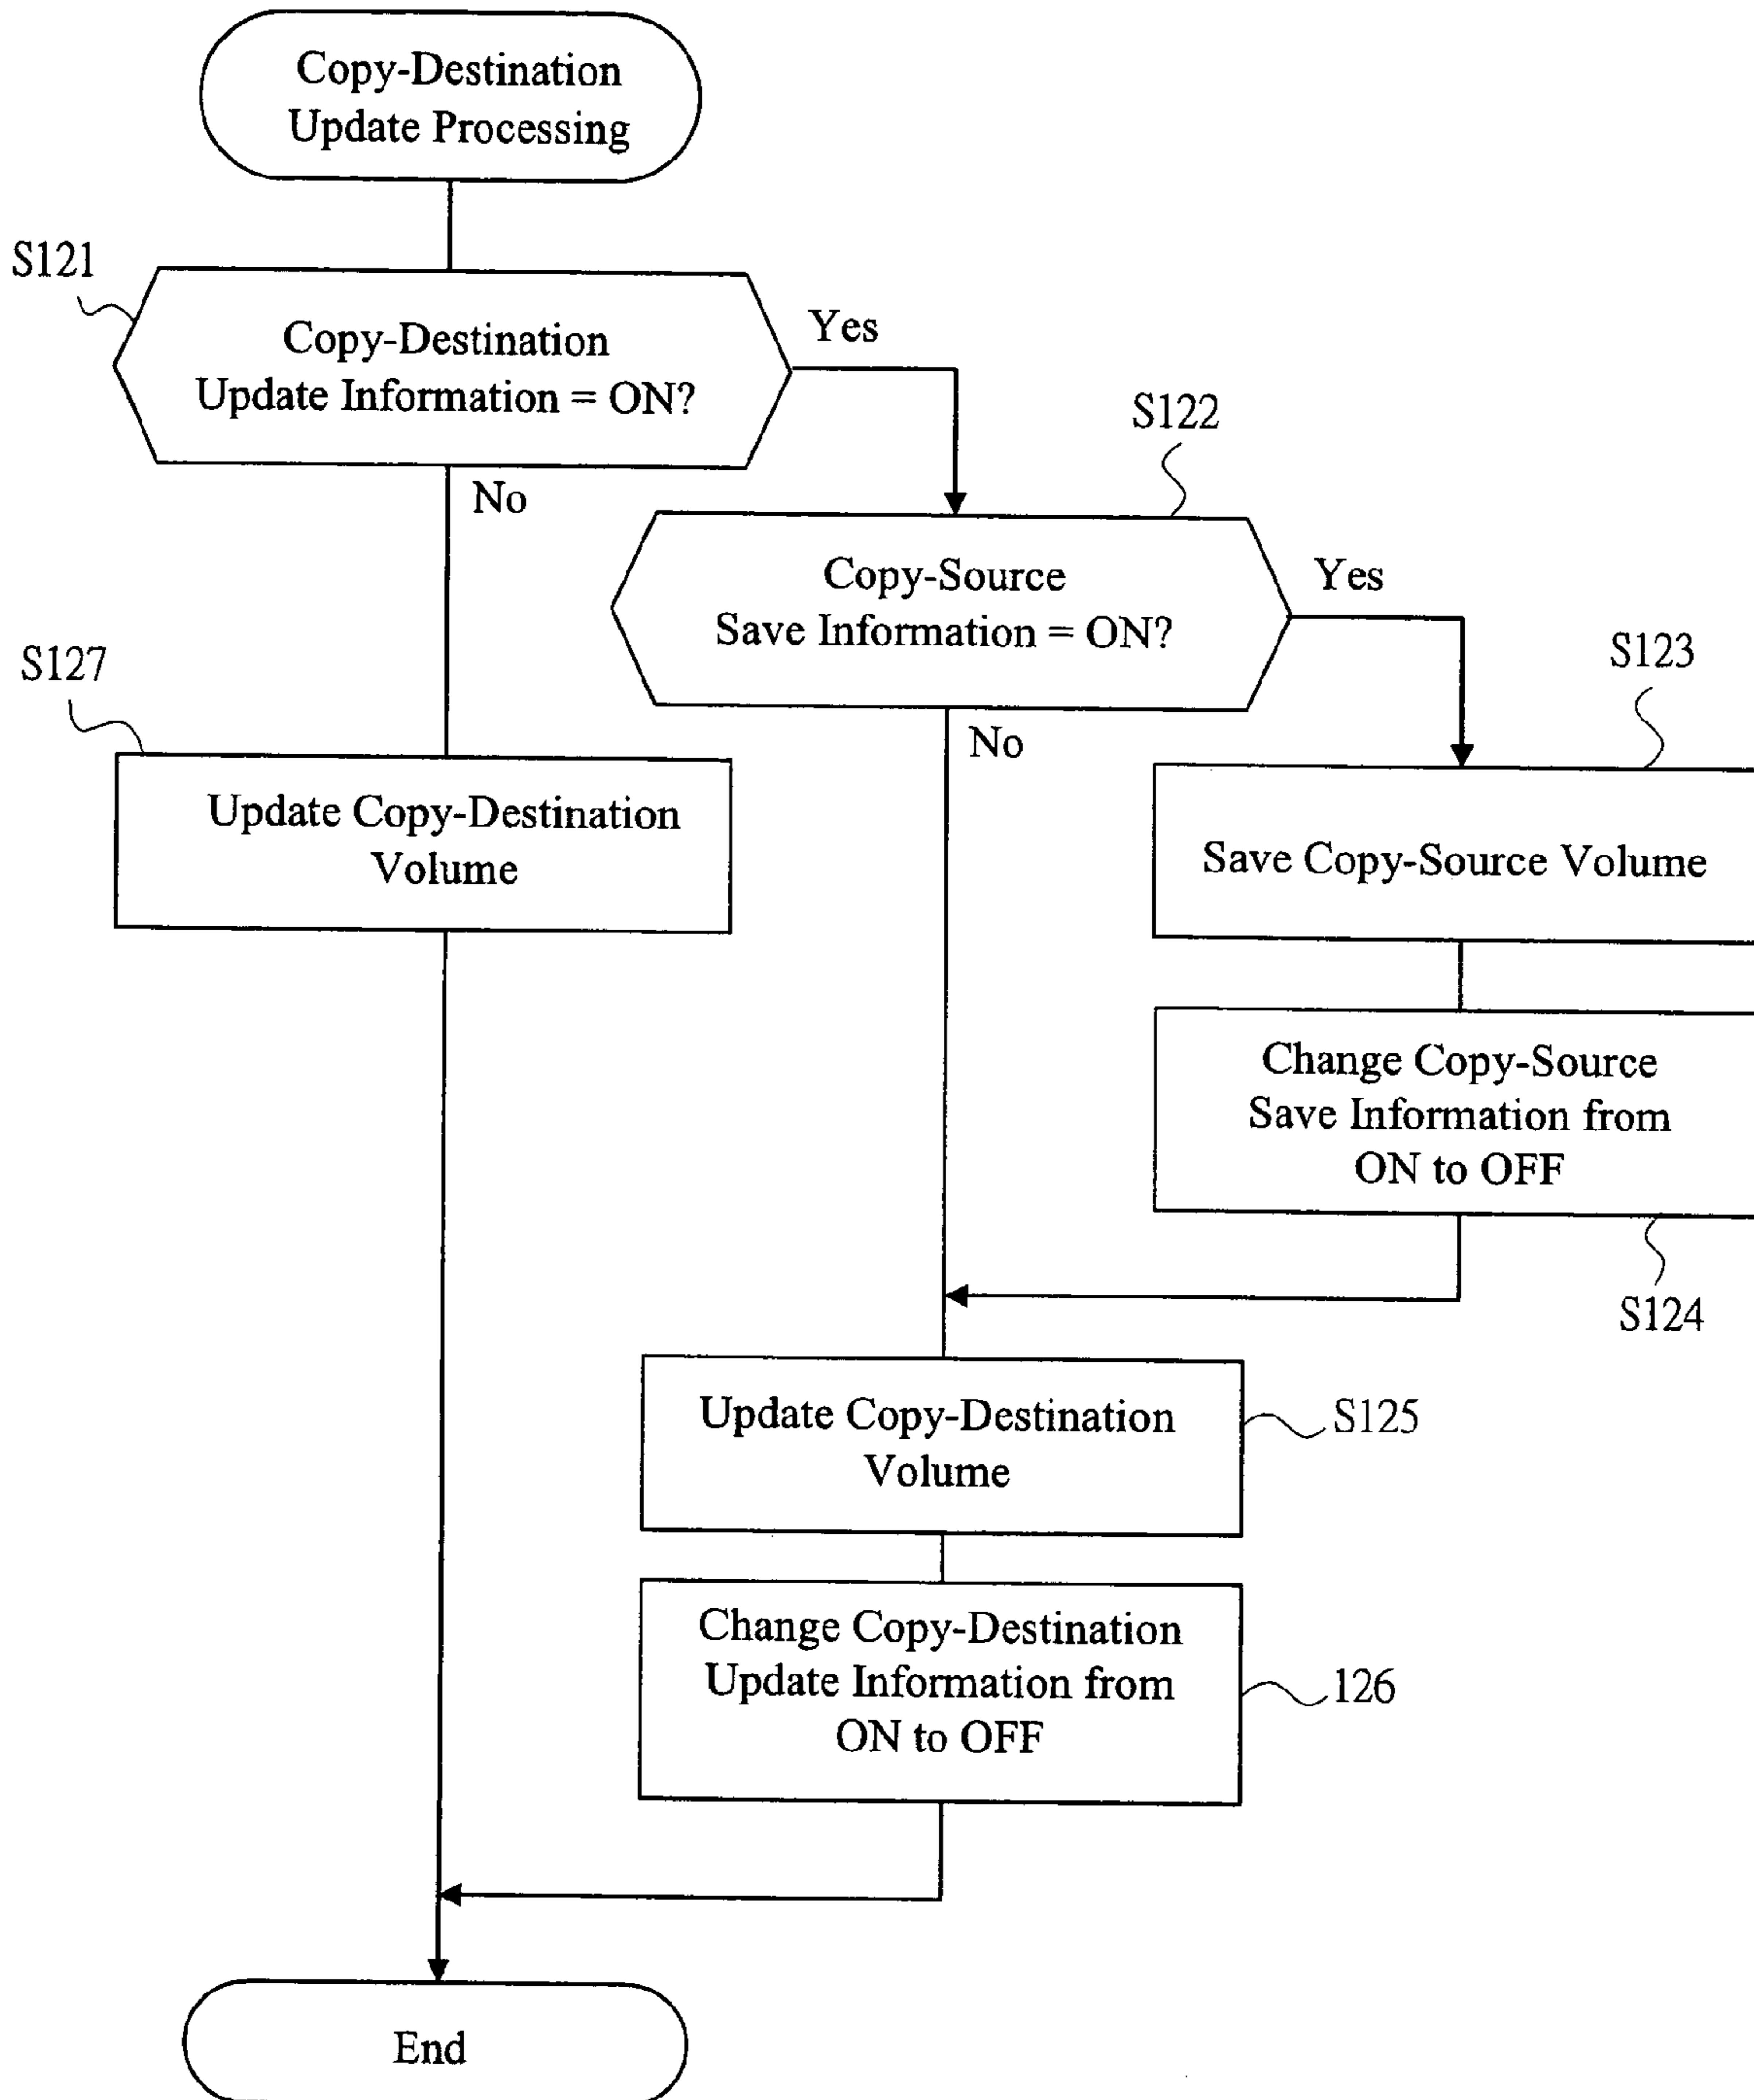 Copy-Destination
Update Processing
S121
Copy-Destination
Update Information = ON?
Yes
No
S122
Copy-Source
Save Information = ON?
Yes
No
S127
Update Copy-Destination
Volume
S123
Save Copy-Source Volume
Change Copy-Source
Save Information from
ON to OFF
S124
Update Copy-Destination
Volume
S125
Change Copy-Destination
Update Information from
ON to OFF
126
End